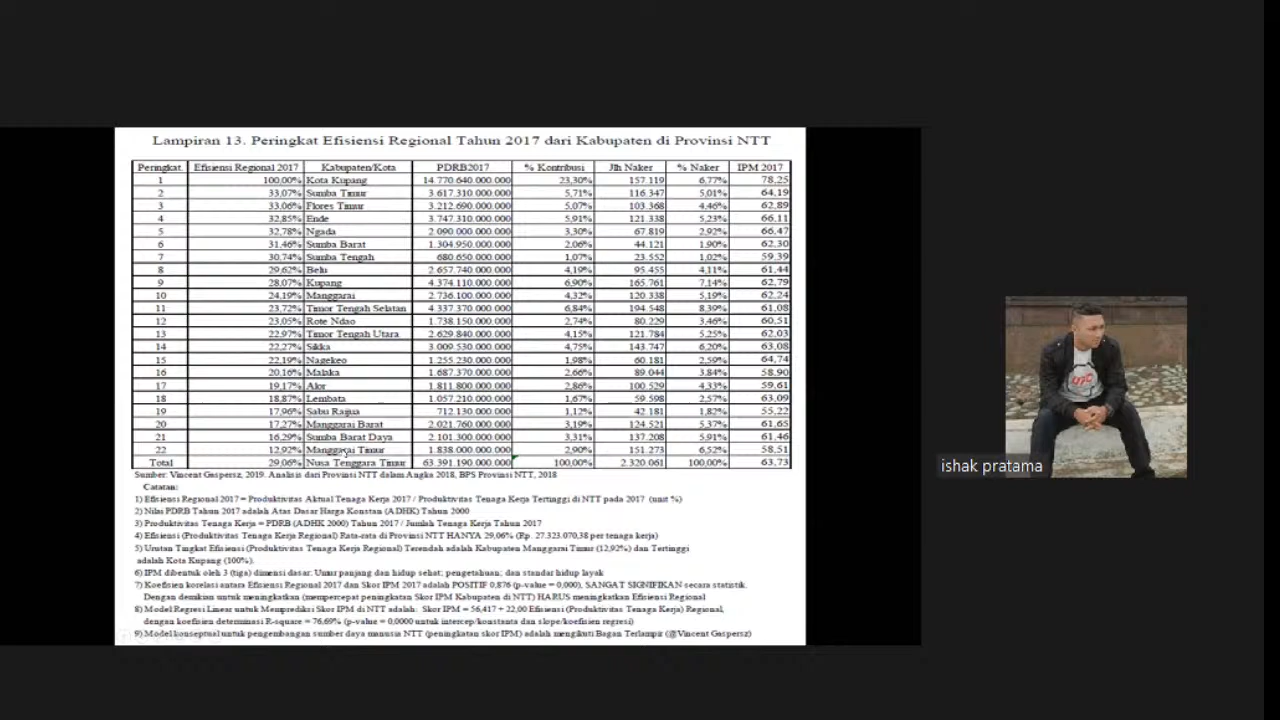 Lampiran 13. Peringkat Efisiensi Regional Tahun 2017 dari Kabupaten di Provinsi NTT
Peringkat Efisiensi Regional 2017 Kabupaten/Kota PDRB2017 % Kontribusi Jlh Naker % Naker IPM 2017
1 100,00% Kota Kupang 14 770 640 000 000 23,30% 157 119 6,77% 78,25
2 33,07% Sumba Timur 3 617 310 000 000 5,71% 116 347 5,01% 64,19
3 33,06% Flores Timur 3 212 690 000 000 5,07% 103 368 4,46% 62,89
4 32,85% Ende 3 747 310 000 000 5,91% 121 338 5,23% 66,11
5 32,78% Ngada 2 090 000 000 000 3,30% 67 819 2,92% 66,47
6 31,46% Sumba Barat 1 304 950 000 000 2,06% 44 121 1,90% 62,30
7 30,74% Sumba Tengah 680 650 000 000 1,07% 23 552 1,02% 59,39
8 29,62% Belu 2 657 740 000 000 4,19% 95 455 4,11% 61,44
9 28,07% Kupang 4 374 110 000 000 6,90% 165 761 7,14% 62,79
10 24,19% Manggarai 2 736 100 000 000 4,32% 120 338 5,19% 62,24
11 23,72% Timor Tengah Selatan 4 337 370 000 000 6,84% 194 548 8,39% 61,08
12 23,05% Rote Ndao 1 738 150 000 000 2,74% 80 229 3,46% 60,51
13 22,97% Timor Tengah Utara 2 629 840 000 000 4,15% 121 784 5,25% 62,03
14 22,27% Sikka 3 009 530 000 000 4,75% 143 747 6,20% 63,08
15 22,19% Nagekeo 1 255 230 000 000 1,98% 60 181 2,59% 64,74
16 20,16% Malaka 1 687 370 000 000 2,66% 89 044 3,84% 58,90
17 19,17% Alor 1 811 800 000 000 2,86% 100 529 4,33% 59,61
18 18,87% Lembata 1 057 210 000 000 1,67% 59 598 2,57% 63,09
19 17,96% Sabu Raijua 712 130 000 000 1,12% 42 181 1,82% 55,22
20 17,27% Manggarai Barat 2 021 760 000 000 3,19% 124 521 5,37% 61,65
21 16,29% Sumba Barat Daya 2 101 300 000 000 3,31% 137 208 5,91% 61,46
22 12,92% Manggarai Timur 1 838 000 000 000 2,90% 151 273 6,52% 58,51
Total 29,06% Nusa Tenggara Timur 63 391 190 000 000 100,00% 2 320 061 100,00% 63,73
Sumber: Vincent Gaspersz, 2019. Analisis dari Provinsi NTT dalam Angka 2018, BPS Provinsi NTT, 2018
Catatan:
1) Efisiensi Regional 2017 = Produktivitas Aktual Tenaga Kerja 2017 / Produktivitas Tenaga Kerja Tertinggi di NTT pada 2017 (unit %)
2) Nilai PDRB Tahun 2017 adalah Atas Dasar Harga Konstan (ADHK) Tahun 2000
3) Produktivitas Tenaga Kerja = PDRB (ADHK 2000) Tahun 2017 / Jumlah Tenaga Kerja Tahun 2017
4) Efisiensi (Produktivitas Tenaga Kerja Regional) Rata-rata di Provinsi NTT HANYA 29,06% (Rp. 27.323.070,38 per tenaga kerja)
5) Urutan Tingkat Efisiensi (Produktivitas Tenaga Kerja Regional) Terendah adalah Kabupaten Manggarai Timur (12,92%) dan Tertinggi
adalah Kota Kupang (100%).
6) IPM dibentuk oleh 3 (tiga) dimensi dasar: Umur panjang dan hidup sehat; pengetahuan; dan standar hidup layak
7) Koefisien korelasi antara Efisiensi Regional 2017 dan Skor IPM 2017 adalah POSITIF 0,876 (p-value = 0,000), SANGAT SIGNIFIKAN secara statistik.
Dengan demikian untuk meningkatkan (mempercepat peningkatan Skor IPM Kabupaten di NTT) HARUS meningkatkan Efisiensi Regional
8) Model Regresi Linear untuk Memprediksi Skor IPM di NTT adalah: Skor IPM = 56,417 + 22,00 Efisiensi (Produktivitas Tenaga Kerja) Regional,
dengan koefisien determinasi R-square = 76,69% (p-value = 0,0000 untuk intercep/konstanta dan slope/koefisien regresi)
9) Model konseptual untuk pengembangan sumber daya manusia NTT (peningkatan skor IPM) adalah mengikuti Bagan Terlampir (@Vincent Gaspersz)
ishak pratama